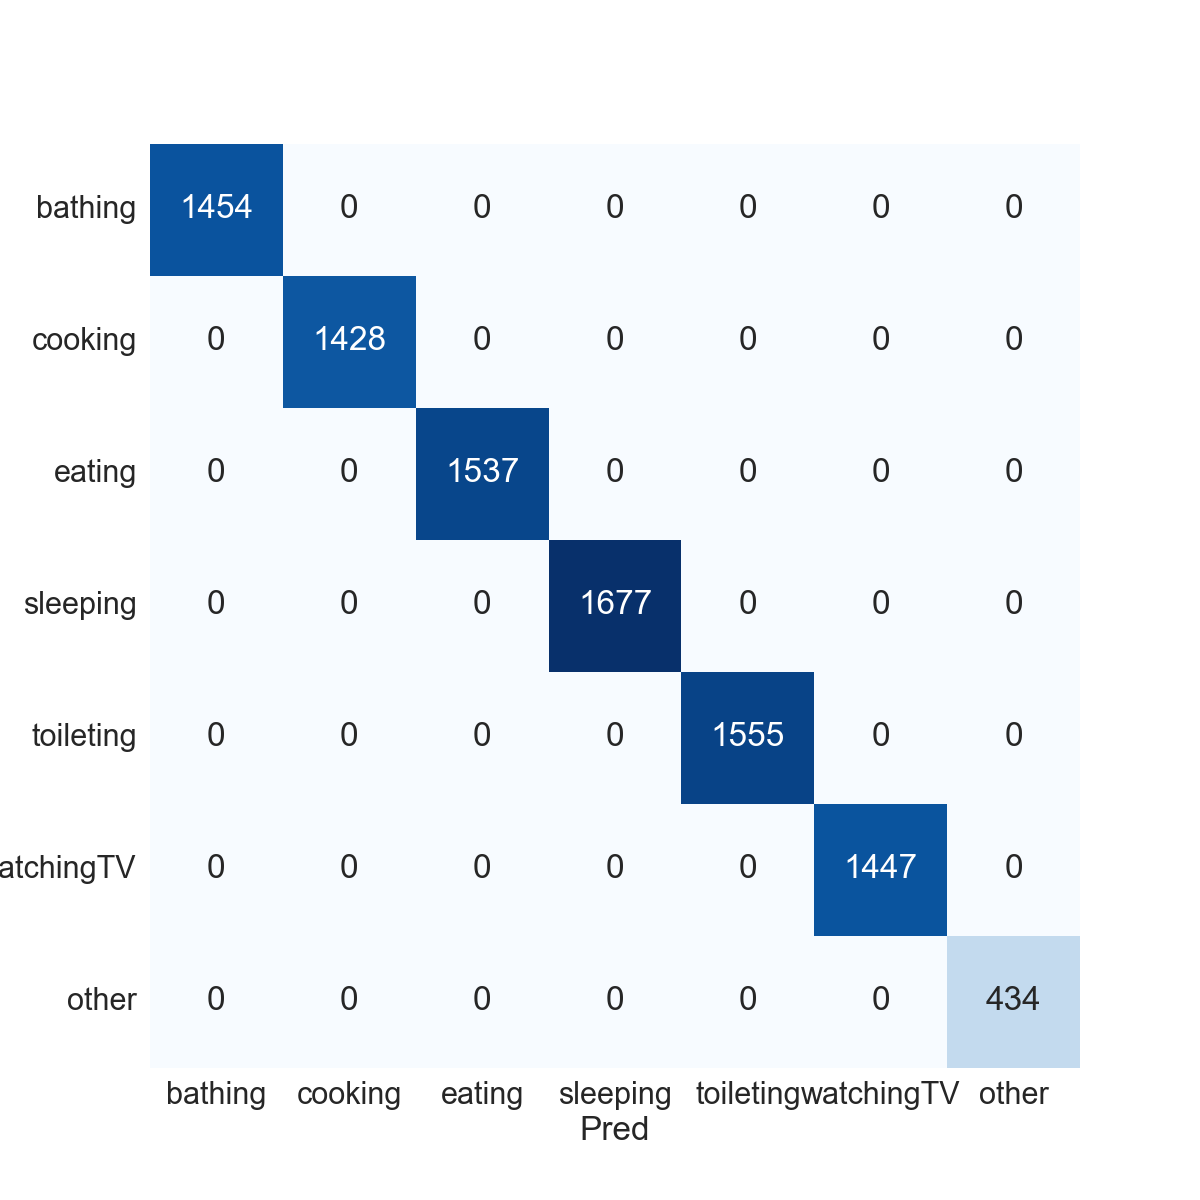 bathing 1454 0 0 0 0 0 0
cooking 0 1428 0 0 0 0 0
eating 0 0 1537 0 0 0 0
sleeping 0 0 0 1677 0 0 0
toileting 0 0 0 0 1555 0 0
atchingTV 0 0 0 0 0 1447 0
other 0 0 0 0 0 0 434
bathing cooking eating sleeping toileting watchingTV other
Pred